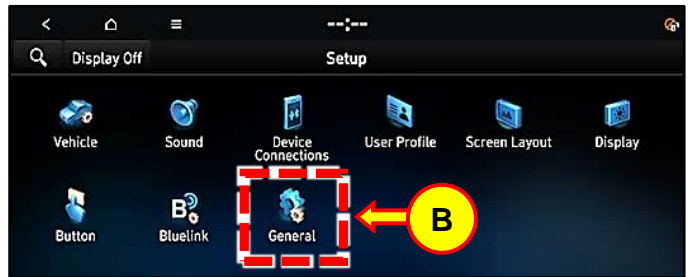 --:--
Display Off
Setup
Vehicle
Sound
Device
Connections
User Profile
Screen Layout
Display
Button
B
Bluelink
General
B